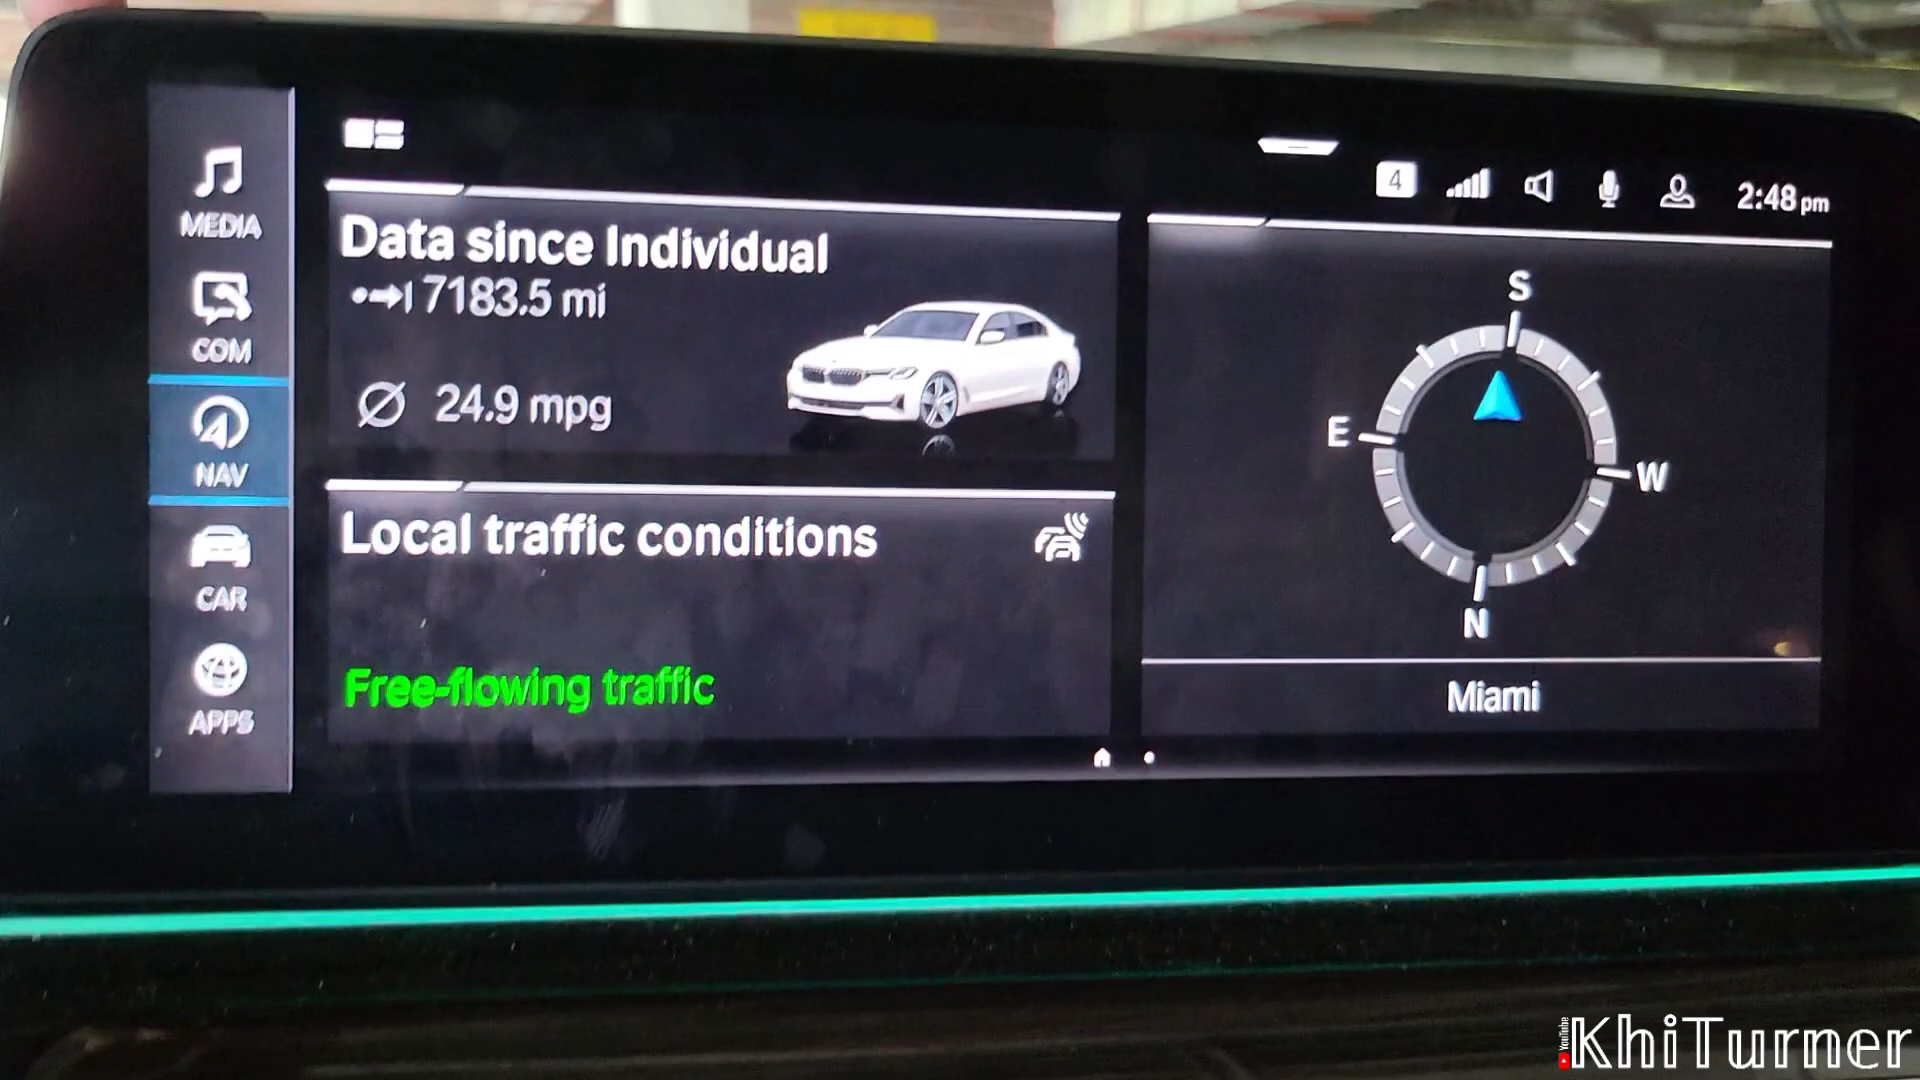 MEDIA
COM
NAV
CAR
APPS
4
2:48 pm
Data since Individual
7183.5 mi
24.9 mpg
Local traffic conditions
Free-flowing traffic
S
E
W
N
Miami
YouTube
KhiTurner